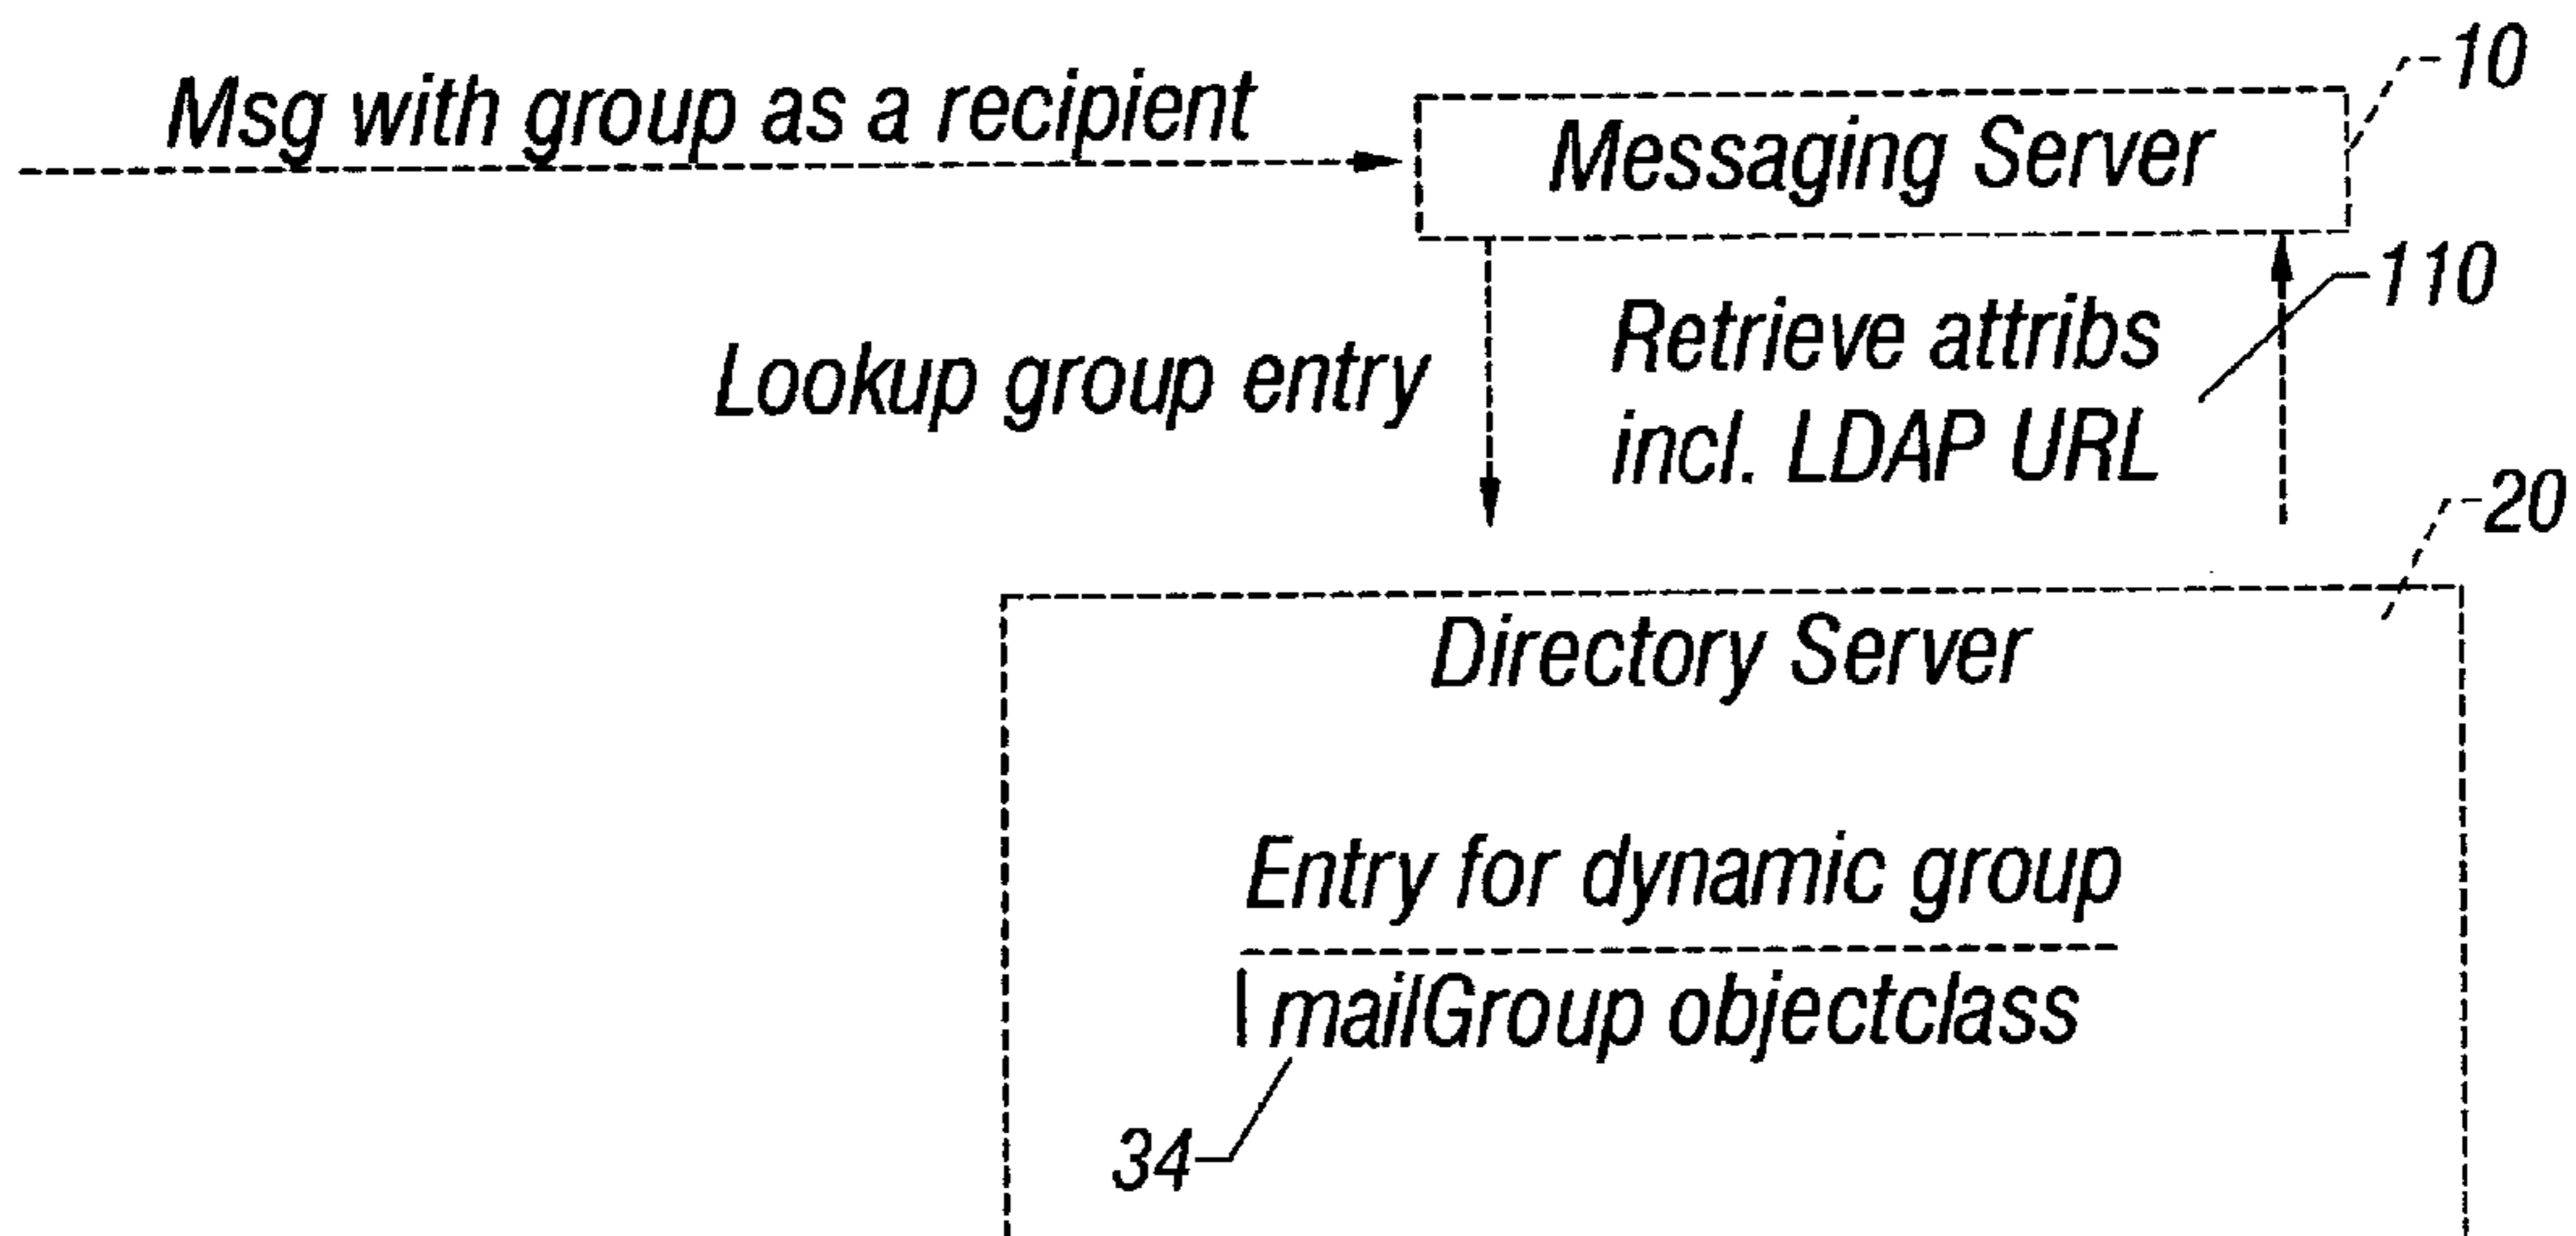 10
Msg with group as a recipient
Messaging Server
110
Lookup group entry
Retrieve attribs
incl. LDAP URL
20
Directory Server
Entry for dynamic group
mailGroup objectclass
34